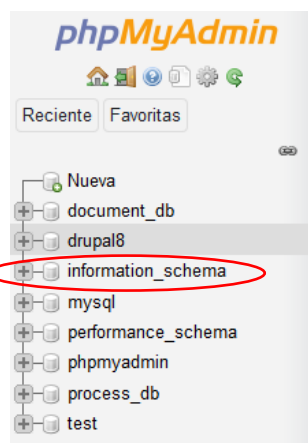 phpMyAdmin
Reciente Favoritas
Nueva
document_db
drupal8
information_schema
mysql
performance_schema
phpmyadmin
process_db
test